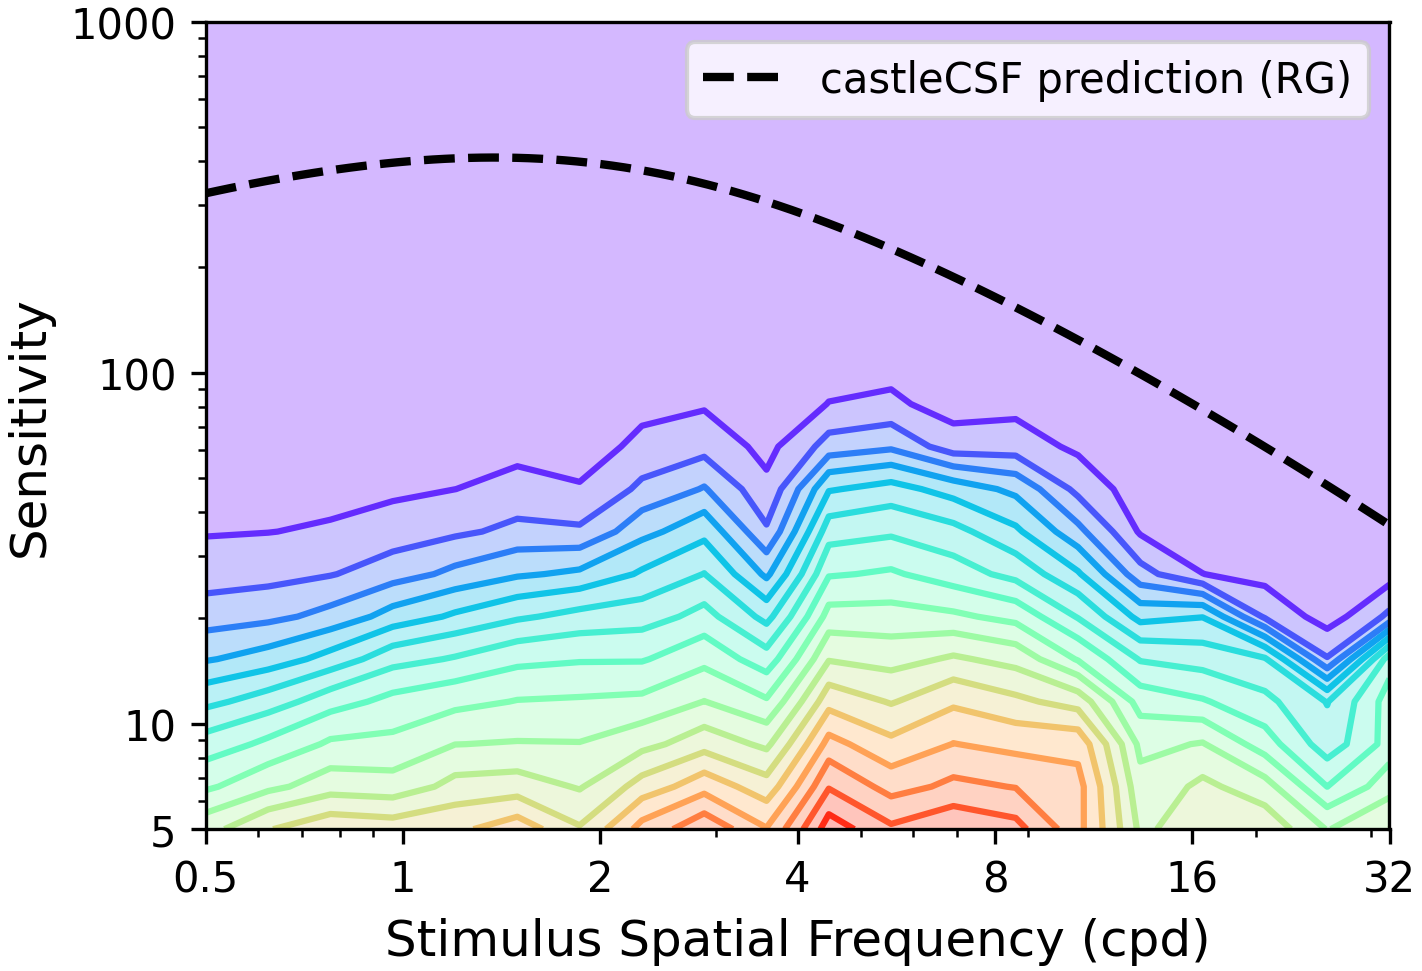 1000
100
10
5
Sensitivity
castleCSF prediction (RG)
0.5 1 2 4 8 16 32
Stimulus Spatial Frequency (cpd)